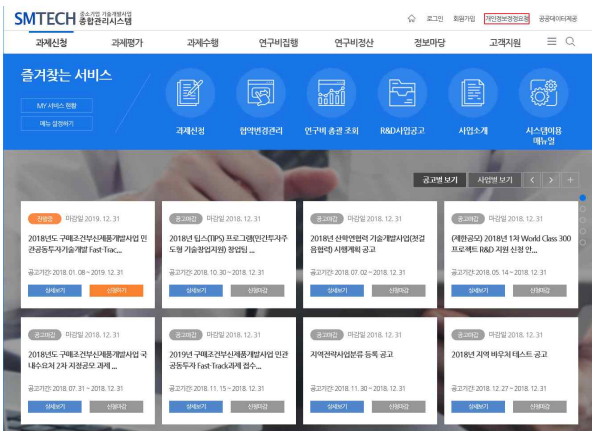 SMTECH 중소기업 기술개발사업 종합관리시스템
로그인 회원가입 개인정보정정요청 공공데이터제공
과제신청 과제평가 과제수행 연구비집행 연구비정산 정보마당 고객지원
즐겨찾는 서비스
MY 서비스 현황
메뉴 설정하기
과제신청 협약변경관리 연구비 총괄 조회 R&D사업공고 사업소개 시스템이용 매뉴얼
공고별 보기 사업별 보기
진행중 마감일 2019. 12. 31
2018년도 구매조건부신제품개발사업 민
관공동투자기술개발 Fast-Trac...
공고기간: 2018. 01. 08 ~ 2019. 12. 31
상세보기 신청하기
공고마감 마감일 2018. 12. 31
2018년 팁스(TIPS) 프로그램(민간투자주
도형 기술창업지원) 창업팀 ...
공고기간: 2018. 10. 30 ~ 2018. 12. 31
상세보기 신청마감
공고마감 마감일 2018. 12. 31
2018년 산학연협력 기술개발사업(첫걸
음협력) 시행계획 공고
공고기간: 2018. 07. 02 ~ 2018. 12. 31
상세보기 신청마감
공고마감 마감일 2018. 12. 31
(제한공모) 2018년 1차 World Class 300
프로젝트 R&D 지원 신청 안...
공고기간: 2018. 05. 14 ~ 2018. 12. 31
상세보기 신청마감
공고마감 마감일 2018. 12. 31
2018년도 구매조건부신제품개발사업 국
내수요처 2차 지정공모 과제 ...
공고기간: 2018. 07. 31 ~ 2018. 12. 31
상세보기 신청마감
공고마감 마감일 2018. 12. 31
2019년 구매조건부신제품개발사업 민관
공동투자 Fast-Track과제 접수...
공고기간: 2018. 11. 15 ~ 2018. 12. 31
상세보기 신청마감
공고마감 마감일 2018. 12. 31
지역전략사업분류 등록 공고
공고기간: 2018. 11. 30 ~ 2018. 12. 31
상세보기 신청마감
공고마감 마감일 2018. 12. 31
2018년 지역 바우처 테스트 공고
공고기간: 2018. 12. 27 ~ 2018. 12. 31
상세보기 신청마감